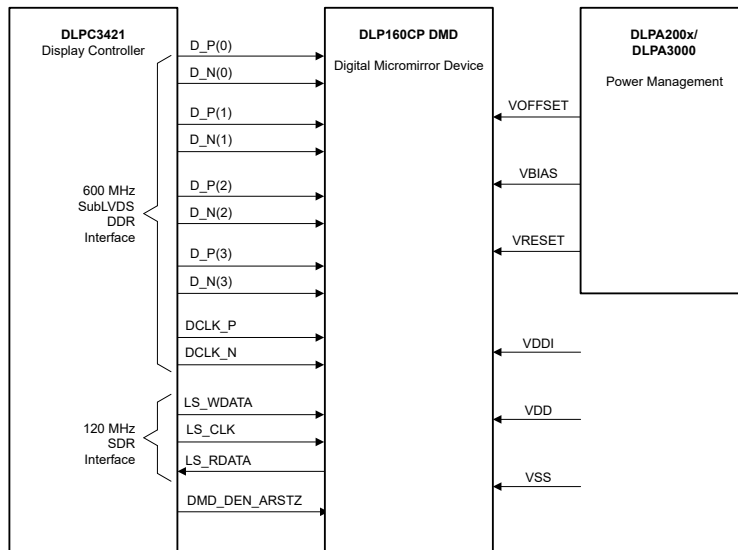 DLPC3421
Display Controller
600 MHz
SubLVDS
DDR
Interface
120 MHz
SDR
Interface
D_P(0)
D_N(0)
D_P(1)
D_N(1)
D_P(2)
D_N(2)
D_P(3)
D_N(3)
DCLK_P
DCLK_N
LS_WDATA
LS_CLK
LS_RDATA
DMD_DEN_ARSTZ
DLP160CP DMD
Digital Micromirror Device
VOFFSET
VBIAS
VRESET
VDDI
VDD
VSS
DLPA200x/
DLPA3000
Power Management